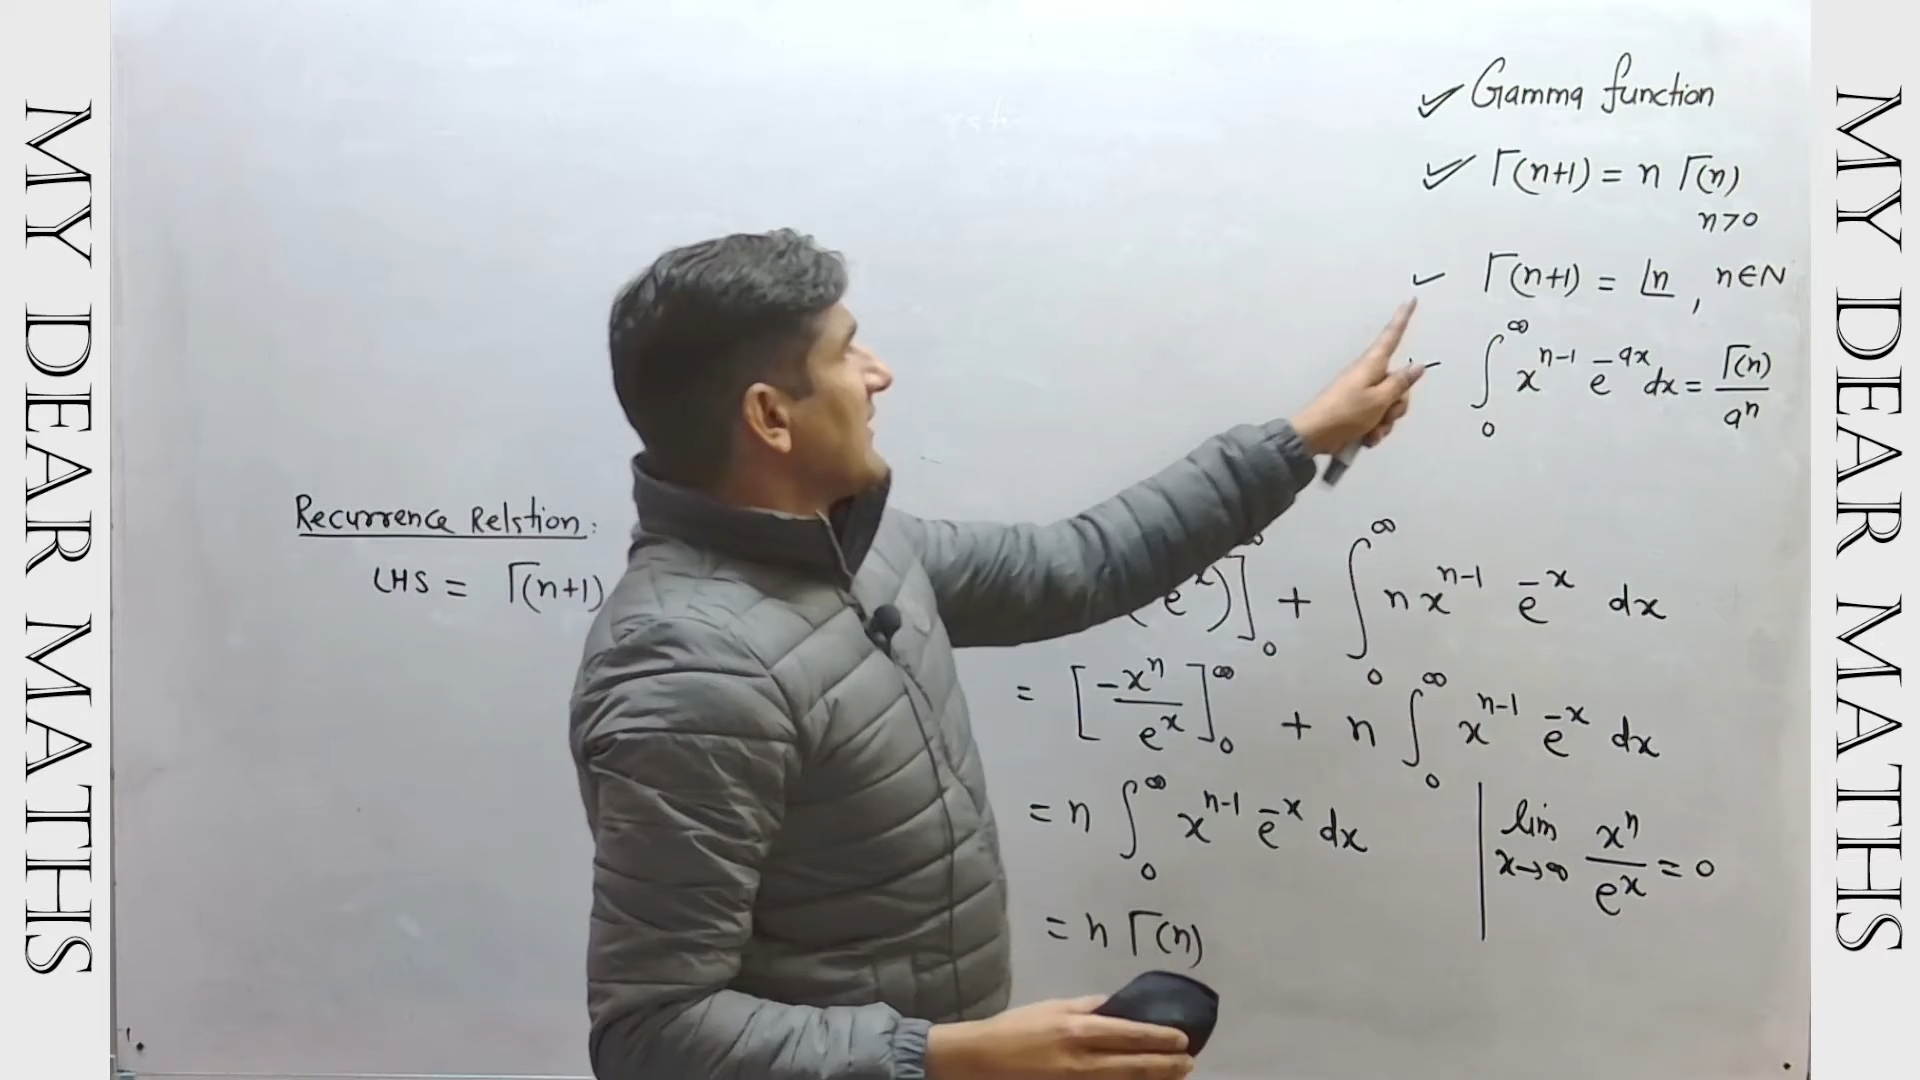 MY DEAR MATHS
✓ Gamma function
✓ Γ(n+1) = n Γ(n)
n>0
✓ Γ(n+1) = |n̲ , n∈N
✓ ∫₀^∞ x^{n-1} e^{-ax} dx = Γ(n)/a^n
Recurrence Relstion:
LHS = Γ(n+1)
(e^x)]₀ + ∫₀^∞ n x^{n-1} e^{-x} dx
= [-x^n/e^x]₀^∞ + n ∫₀^∞ x^{n-1} e^{-x} dx
= n ∫₀^∞ x^{n-1} e^{-x} dx
lim x→∞ x^n/e^x = 0
= n Γ(n)
MY DEAR MATHS